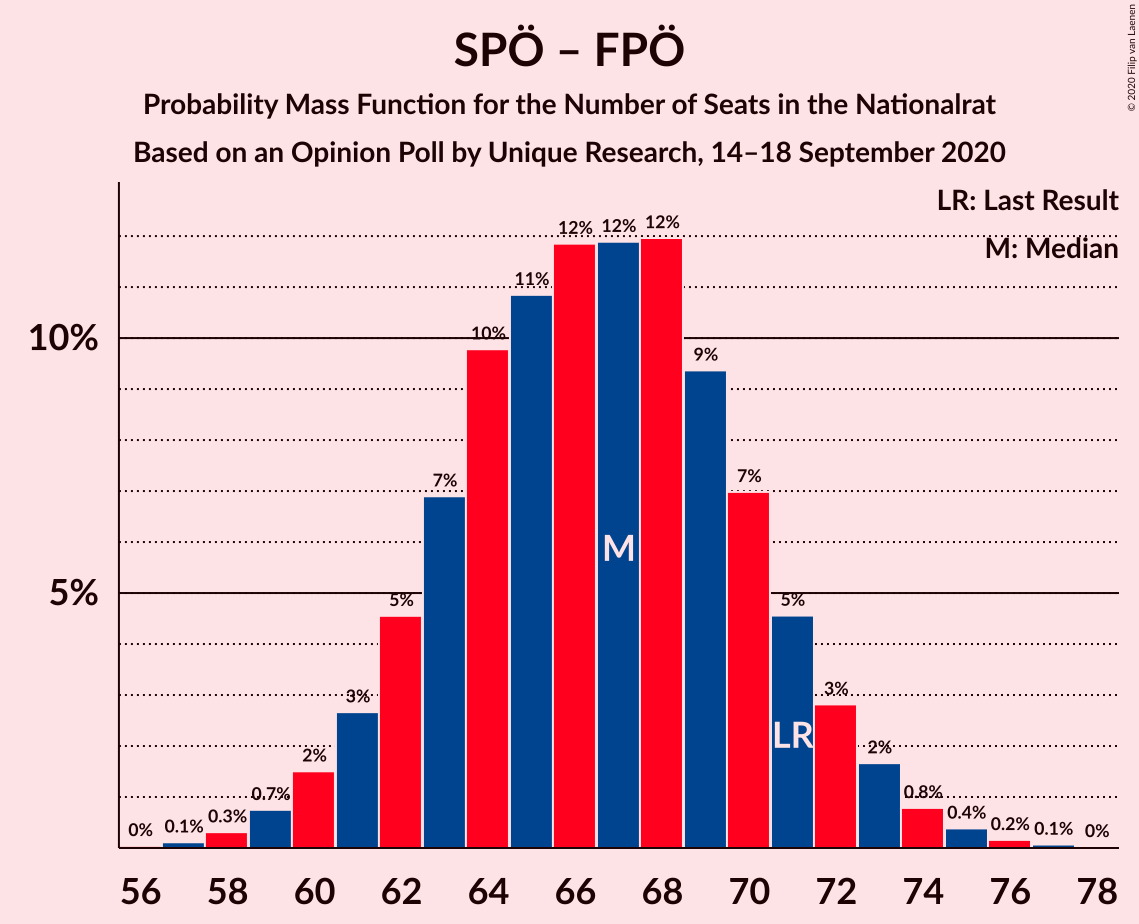 SPÖ – FPÖ
Probability Mass Function for the Number of Seats in the Nationalrat
Based on an Opinion Poll by Unique Research, 14–18 September 2020
© 2020 Filip van Laenen
LR: Last Result
M: Median
10%
5%
0%
0.1%
0.3%
0.7%
2%
3%
5%
7%
10%
11%
12%
12%
12%
9%
7%
5%
3%
2%
0.8%
0.4%
0.2%
0.1%
0%
M
LR
56 58 60 62 64 66 68 70 72 74 76 78